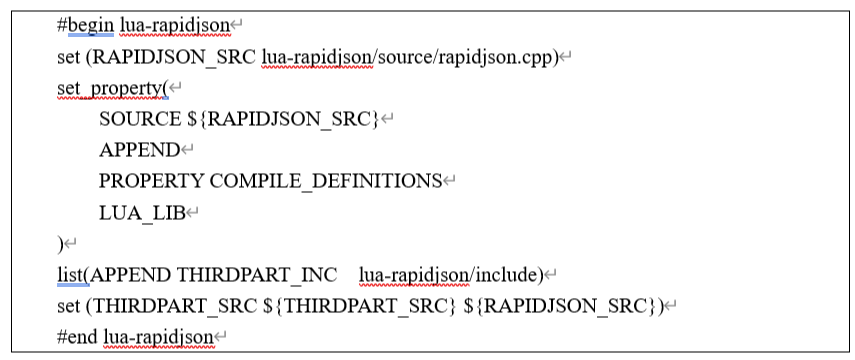 #begin lua-rapidjson
set (RAPIDJSON_SRC lua-rapidjson/source/rapidjson.cpp)
set_property(
SOURCE ${RAPIDJSON_SRC}
APPEND
PROPERTY COMPILE_DEFINITIONS
LUA_LIB
)
list(APPEND THIRDPART_INC lua-rapidjson/include)
set (THIRDPART_SRC ${THIRDPART_SRC} ${RAPIDJSON_SRC})
#end lua-rapidjson